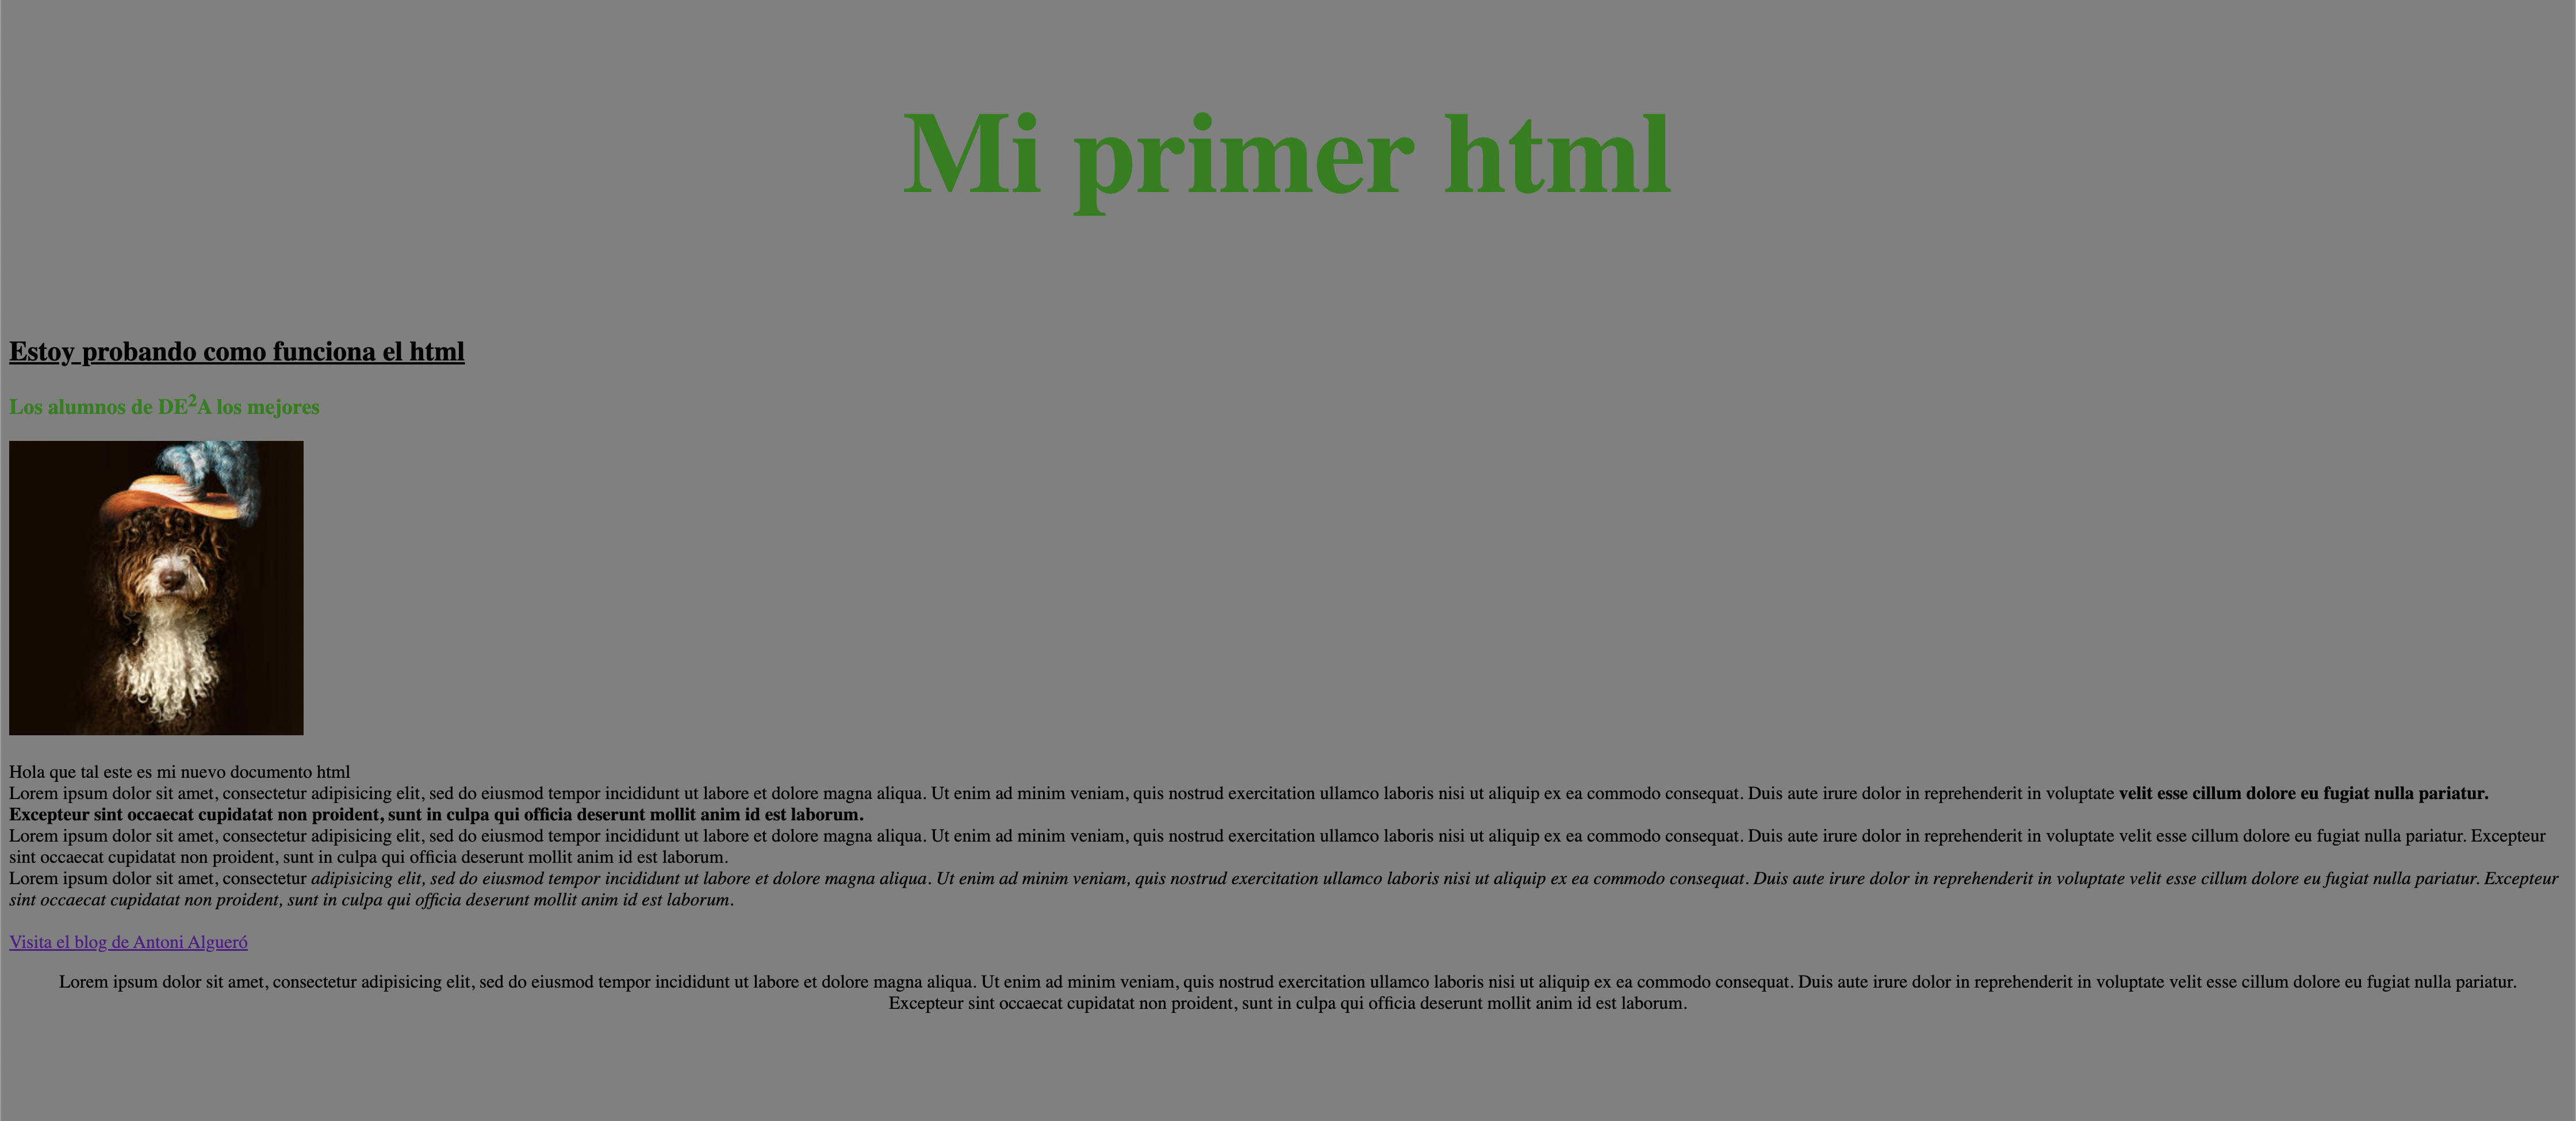 Mi primer html
Estoy probando como funciona el html
Los alumnos de DE²A los mejores
Hola que tal este es mi nuevo documento html
Lorem ipsum dolor sit amet, consectetur adipisicing elit, sed do eiusmod tempor incididunt ut labore et dolore magna aliqua. Ut enim ad minim veniam, quis nostrud exercitation ullamco laboris nisi ut aliquip ex ea commodo consequat. Duis aute irure dolor in reprehenderit in voluptate velit esse cillum dolore eu fugiat nulla pariatur.
Excepteur sint occaecat cupidatat non proident, sunt in culpa qui officia deserunt mollit anim id est laborum.
Lorem ipsum dolor sit amet, consectetur adipisicing elit, sed do eiusmod tempor incididunt ut labore et dolore magna aliqua. Ut enim ad minim veniam, quis nostrud exercitation ullamco laboris nisi ut aliquip ex ea commodo consequat. Duis aute irure dolor in reprehenderit in voluptate velit esse cillum dolore eu fugiat nulla pariatur. Excepteur
sint occaecat cupidatat non proident, sunt in culpa qui officia deserunt mollit anim id est laborum.
Lorem ipsum dolor sit amet, consectetur adipisicing elit, sed do eiusmod tempor incididunt ut labore et dolore magna aliqua. Ut enim ad minim veniam, quis nostrud exercitation ullamco laboris nisi ut aliquip ex ea commodo consequat. Duis aute irure dolor in reprehenderit in voluptate velit esse cillum dolore eu fugiat nulla pariatur. Excepteur
sint occaecat cupidatat non proident, sunt in culpa qui officia deserunt mollit anim id est laborum.
Visita el blog de Antoni Algueró
Lorem ipsum dolor sit amet, consectetur adipisicing elit, sed do eiusmod tempor incididunt ut labore et dolore magna aliqua. Ut enim ad minim veniam, quis nostrud exercitation ullamco laboris nisi ut aliquip ex ea commodo consequat. Duis aute irure dolor in reprehenderit in voluptate velit esse cillum dolore eu fugiat nulla pariatur.
Excepteur sint occaecat cupidatat non proident, sunt in culpa qui officia deserunt mollit anim id est laborum.